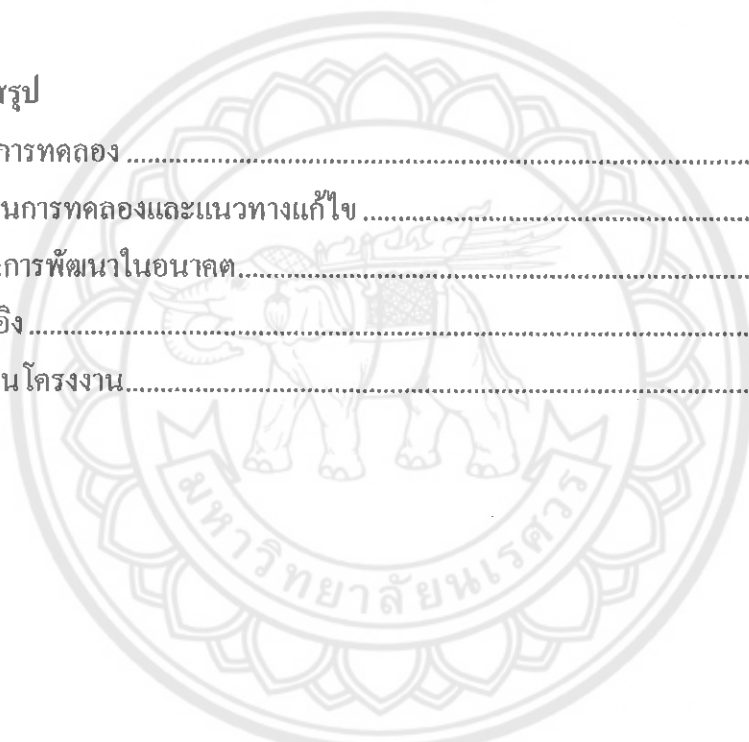 สรุป
การทดลอง
นการทดลองและแนวทางแก้ไข
การพัฒนาในอนาคต
อิง
นโครงงาน
มหาวิทยาลัยนเรศวร